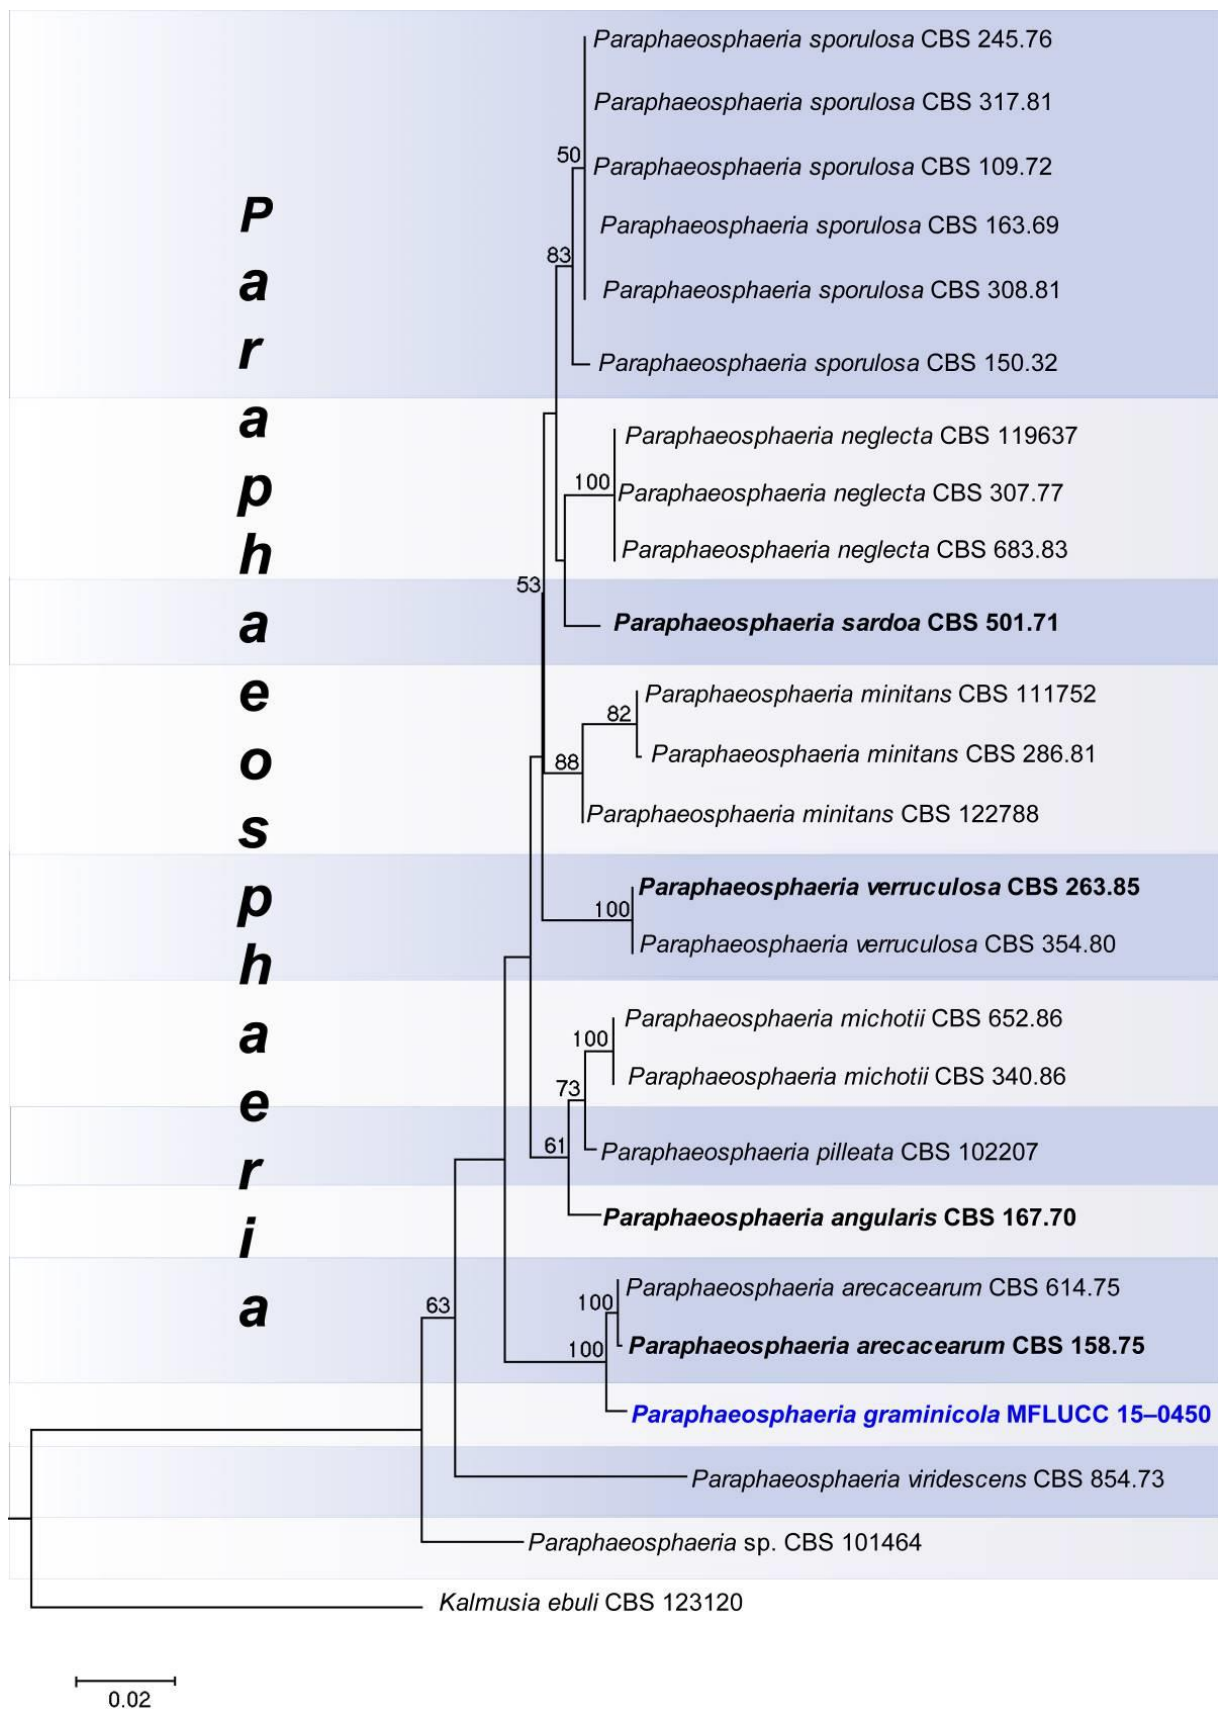 Paraphaeosphaeria sporulosa CBS 245.76
Paraphaeosphaeria sporulosa CBS 317.81
50
Paraphaeosphaeria sporulosa CBS 109.72
Paraphaeosphaeria sporulosa CBS 163.69
83
Paraphaeosphaeria sporulosa CBS 308.81
Paraphaeosphaeria sporulosa CBS 150.32
Paraphaeosphaeria neglecta CBS 119637
100
Paraphaeosphaeria neglecta CBS 307.77
Paraphaeosphaeria neglecta CBS 683.83
53
Paraphaeosphaeria sardoa CBS 501.71
Paraphaeosphaeria minitans CBS 111752
82
Paraphaeosphaeria minitans CBS 286.81
88
Paraphaeosphaeria minitans CBS 122788
Paraphaeosphaeria verruculosa CBS 263.85
100
Paraphaeosphaeria verruculosa CBS 354.80
Paraphaeosphaeria michotii CBS 652.86
100
Paraphaeosphaeria michotii CBS 340.86
73
61
Paraphaeosphaeria pilleata CBS 102207
Paraphaeosphaeria angularis CBS 167.70
Paraphaeosphaeria arecacearum CBS 614.75
100
63
Paraphaeosphaeria arecacearum CBS 158.75
100
Paraphaeosphaeria graminicola MFLUCC 15–0450
Paraphaeosphaeria viridescens CBS 854.73
Paraphaeosphaeria sp. CBS 101464
Kalmusia ebuli CBS 123120
0.02
Paraphaeosphaeria